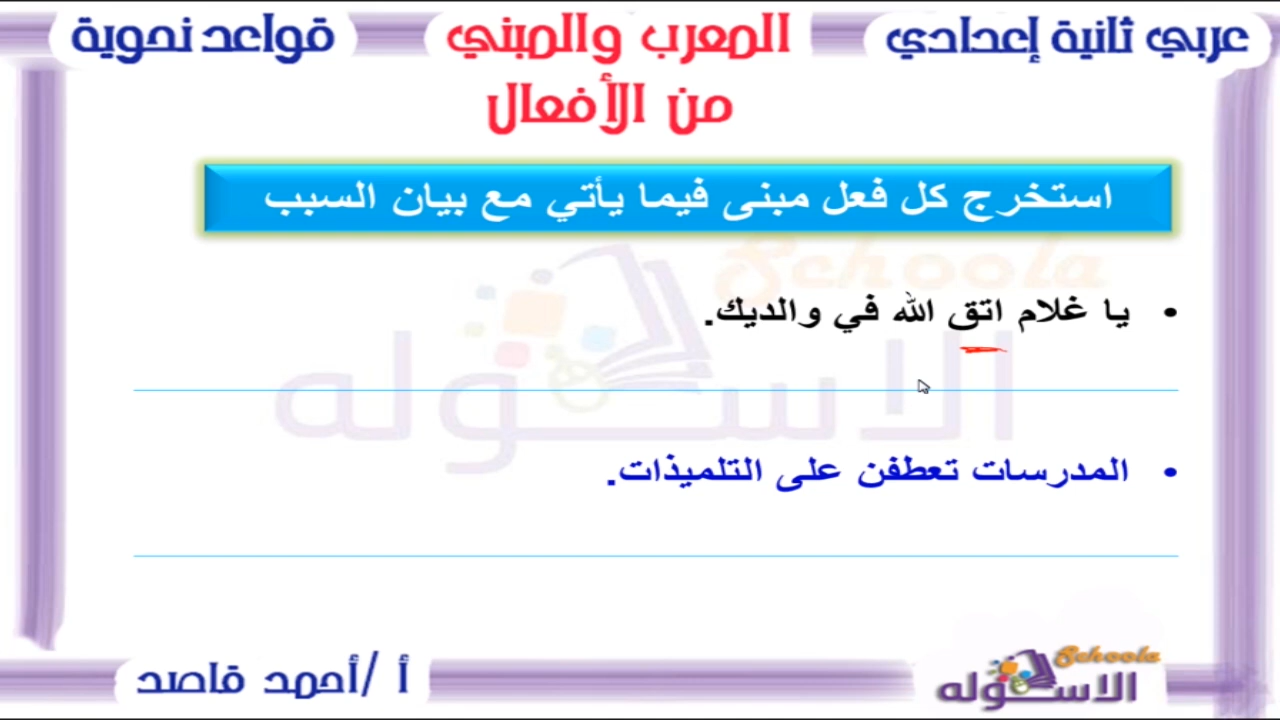 عربي ثانية إعدادي
المعرب والمبني
من الأفعال
قواعد نحوية
استخرج كل فعل مبنى فيما يأتي مع بيان السبب
• يا غلام اتق الله في والديك.
• المدرسات تعطفن على التلميذات.
أ /أحمد قاصد
Schoola
الاسكوله
Schoola
الاسكوله